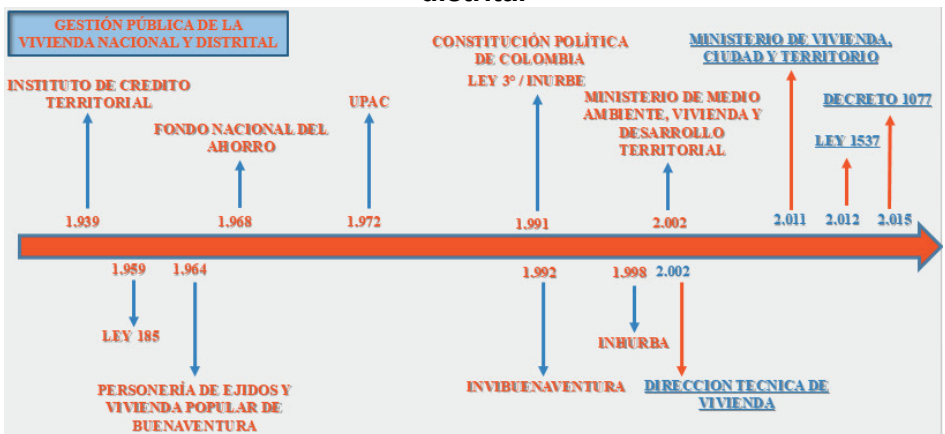 distrital
GESTIÓN PÚBLICA DE LA
VIVIENDA NACIONAL Y DISTRITAL
INSTITUTO DE CREDITO
TERRITORIAL
FONDO NACIONAL DEL
AHORRO
UPAC
CONSTITUCIÓN POLÍTICA
DE COLOMBIA
LEY 3° / INURBE
MINISTERIO DE MEDIO
AMBIENTE, VIVIENDA Y
DESARROLLO
TERRITORIAL
MINISTERIO DE VIVIENDA,
CIUDAD Y TERRITORIO
DECRETO 1077
LEY 1537
1.939
1.968
1.972
1.991
2.002
2.011
2.012
2.015
1.959
1.964
1.992
1.998
2.002
LEY 185
PERSONERÍA DE EJIDOS Y
VIVIENDA POPULAR DE
BUENAVENTURA
INVIBUENAVENTURA
INHURBA
DIRECCION TECNICA DE
VIVIENDA